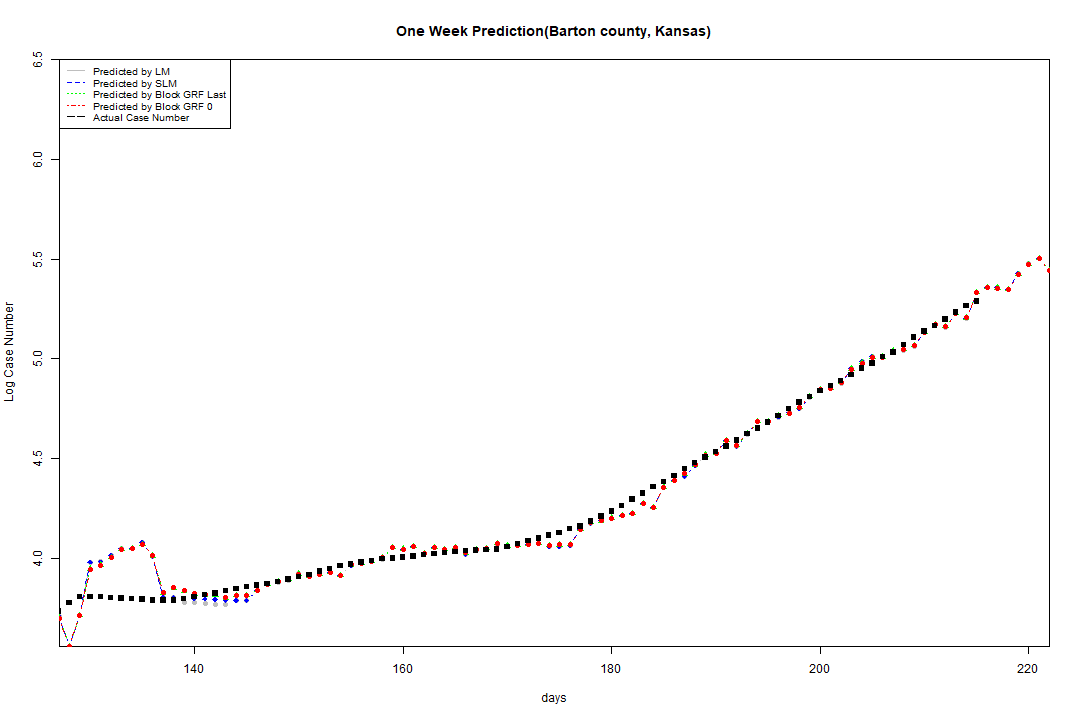 One Week Prediction(Barton county, Kansas)
Predicted by LM
Predicted by SLM
Predicted by Block GRF Last
Predicted by Block GRF 0
Actual Case Number
6.5
6.0
5.5
5.0
4.5
4.0
Log Case Number
140 160 180 200 220
days